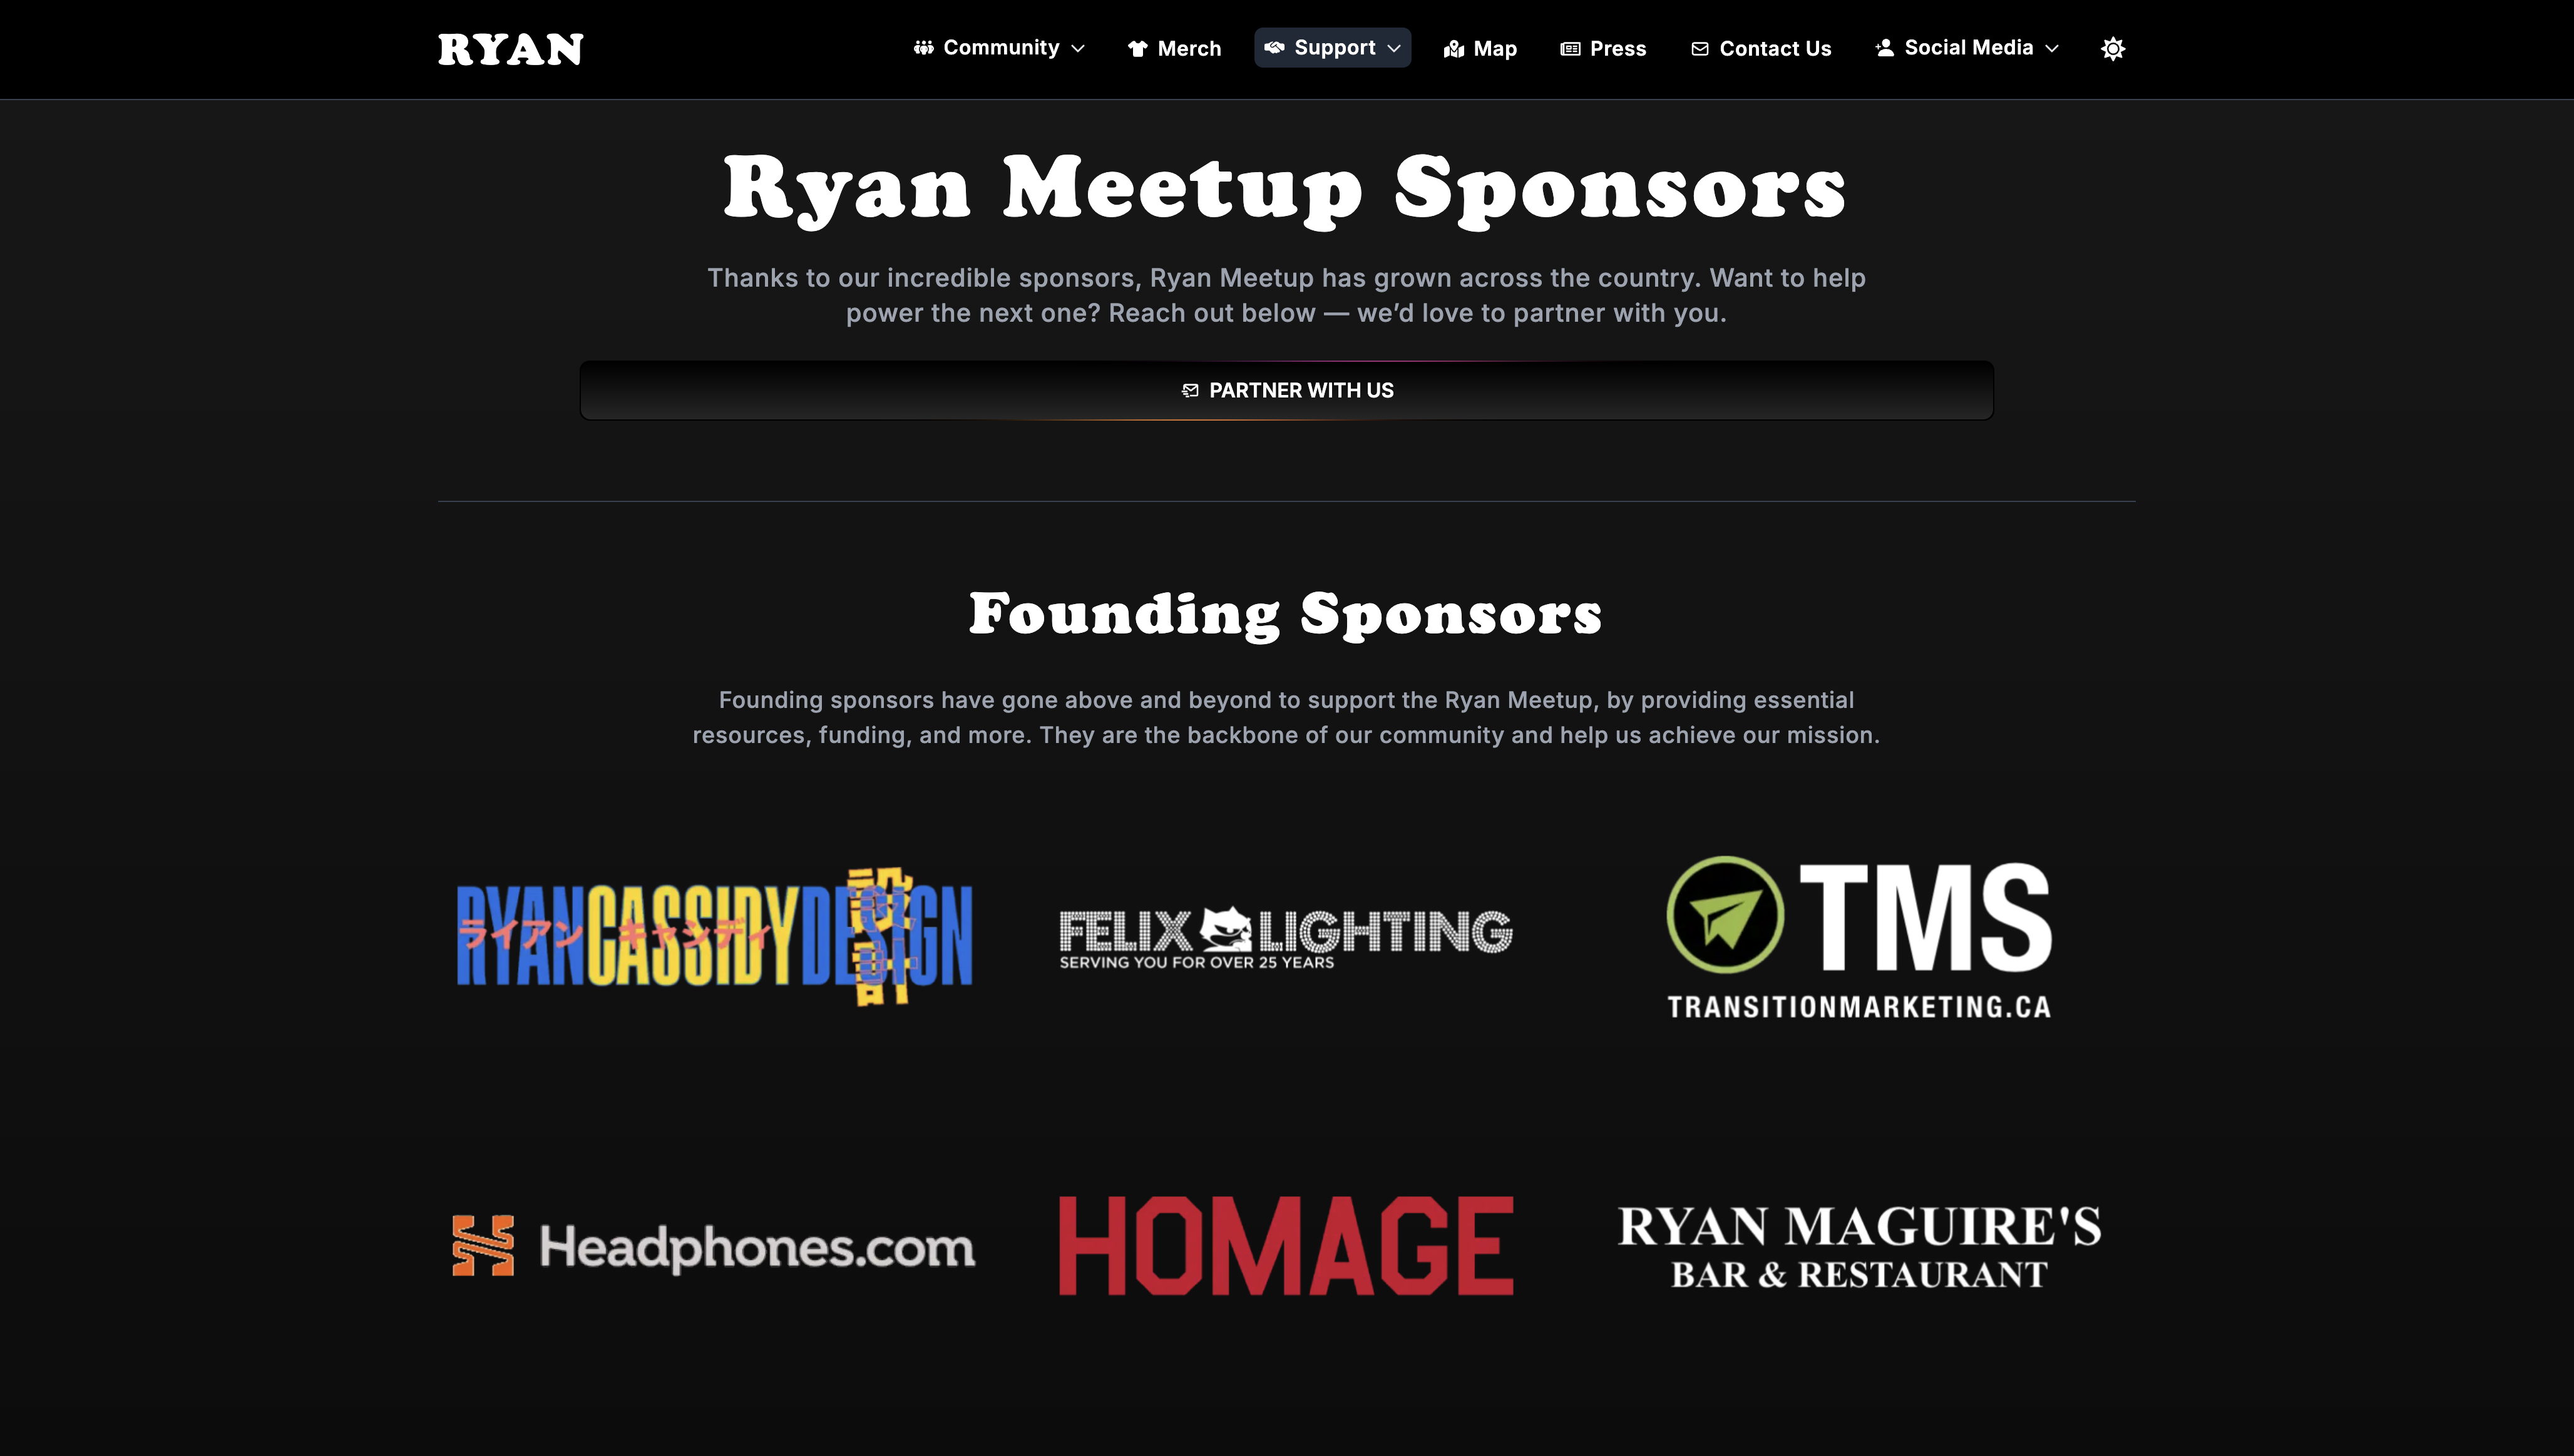 RYAN
Community
Merch
Support
Map
Press
Contact Us
Social Media
Ryan Meetup Sponsors
Thanks to our incredible sponsors, Ryan Meetup has grown across the country. Want to help
power the next one? Reach out below — we’d love to partner with you.
PARTNER WITH US
Founding Sponsors
Founding sponsors have gone above and beyond to support the Ryan Meetup, by providing essential
resources, funding, and more. They are the backbone of our community and help us achieve our mission.
RYANCASSIDYDESIGN
ライアン キャシディ
設計
FELIX LIGHTING
SERVING YOU FOR OVER 25 YEARS
TMS
TRANSITIONMARKETING.CA
Headphones.com
HOMAGE
RYAN MAGUIRE'S
BAR & RESTAURANT